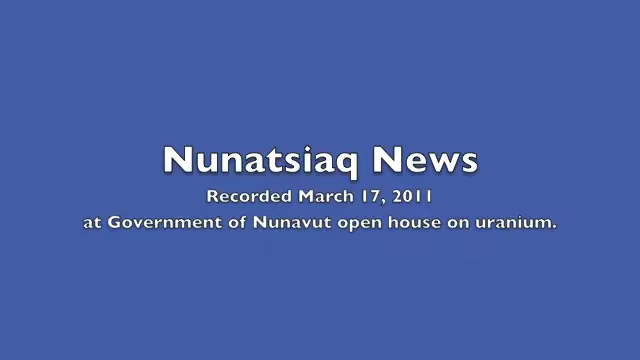 Nunatsiaq News
Recorded March 17, 2011
at Government of Nunavut open house on uranium.